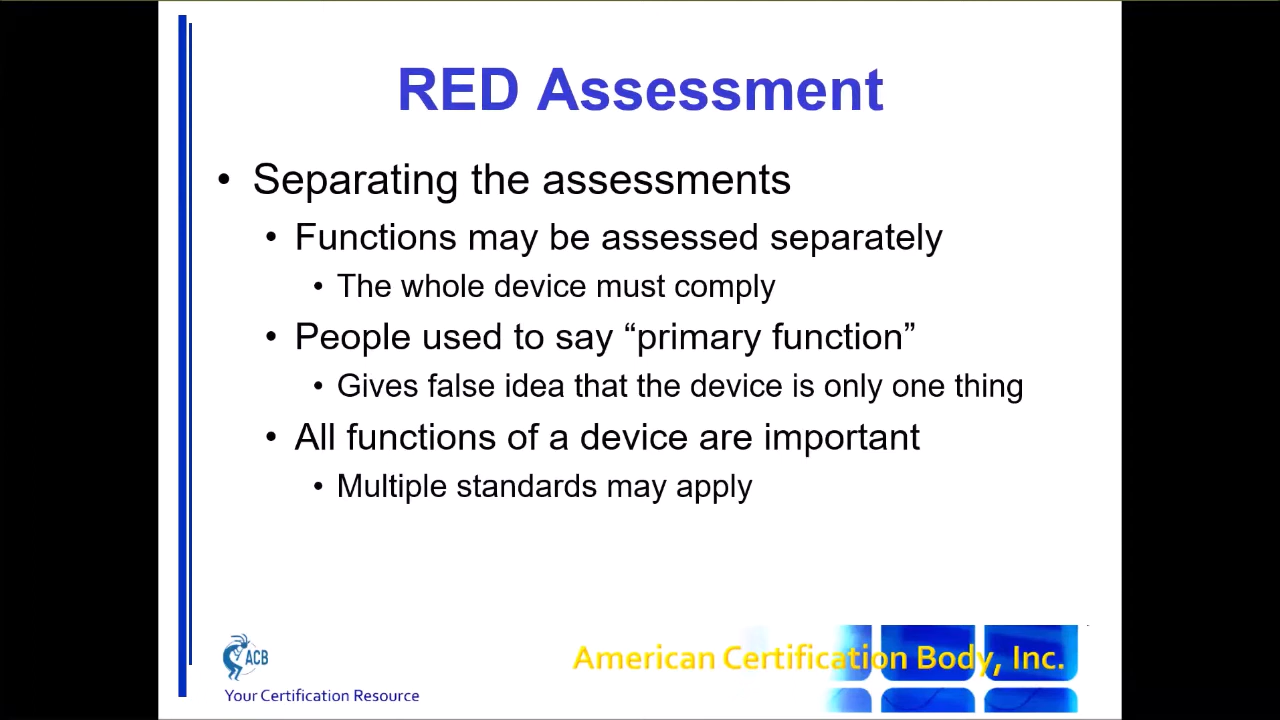 RED Assessment
• Separating the assessments
• Functions may be assessed separately
• The whole device must comply
• People used to say “primary function”
• Gives false idea that the device is only one thing
• All functions of a device are important
• Multiple standards may apply
ACB
American Certification Body, Inc.
Your Certification Resource